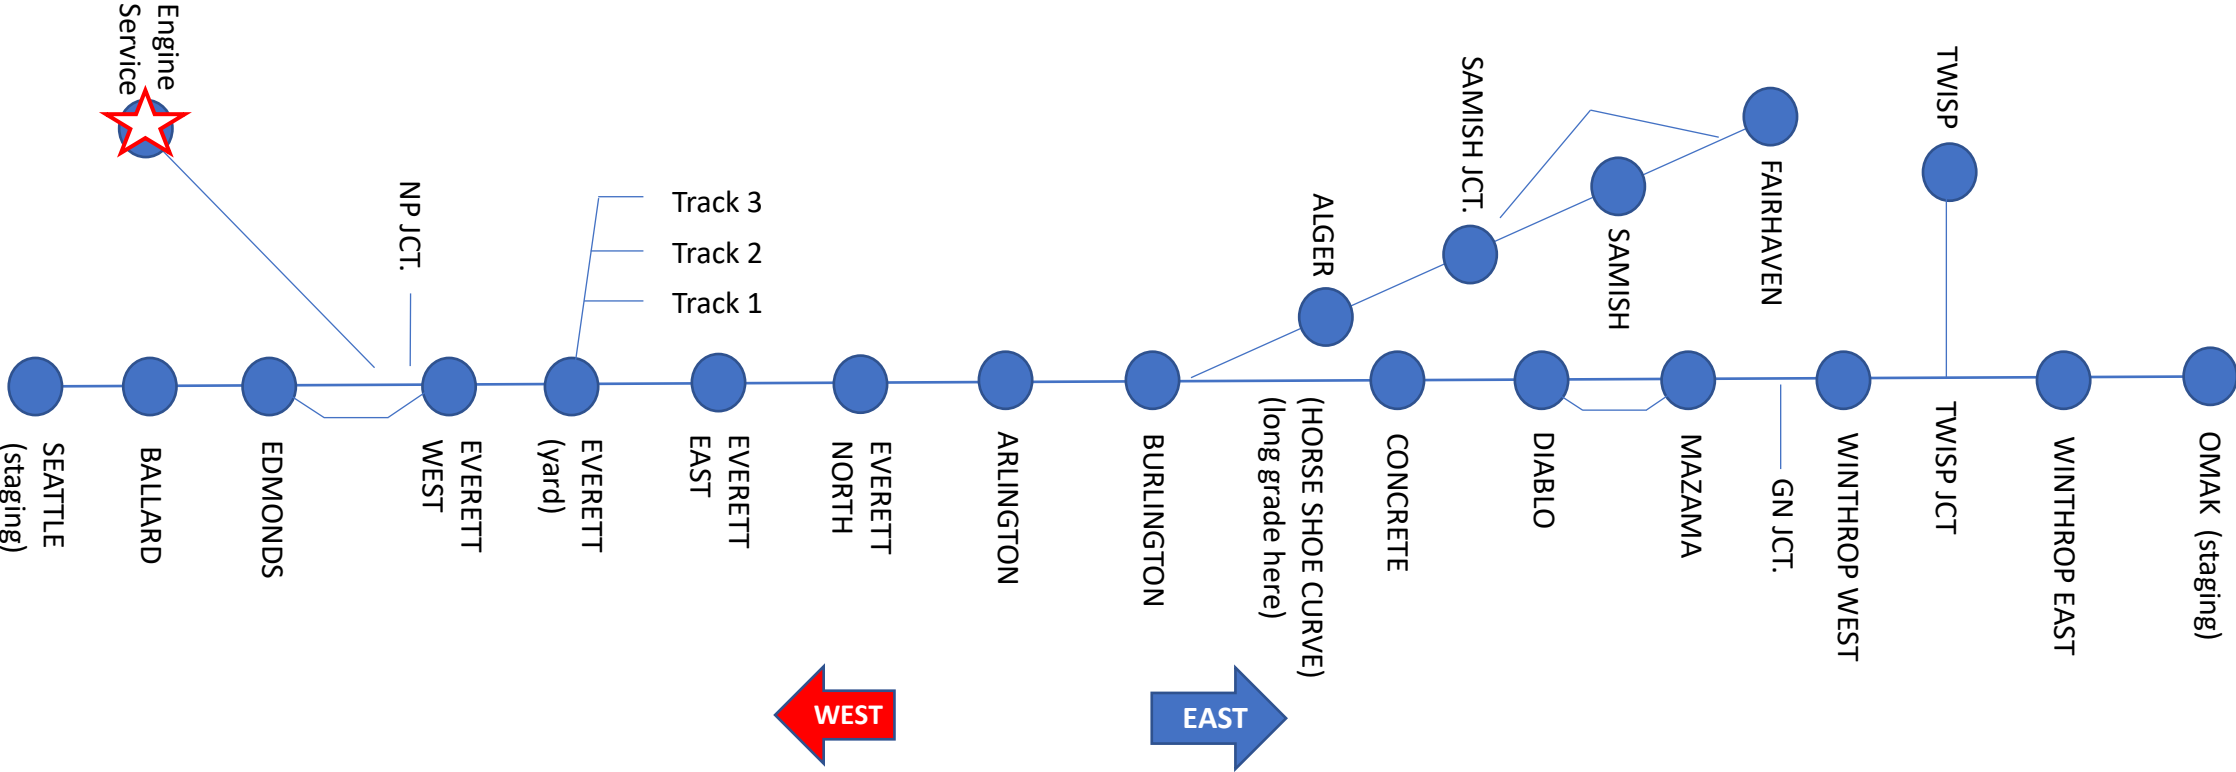 Engine
Service
NP JCT.
Track 3
Track 2
Track 1
ALGER
SAMISH JCT.
SAMISH
FAIRHAVEN
TWISP
SEATTLE
(staging)
BALLARD
EDMONDS
EVERETT
WEST
EVERETT
(yard)
EVERETT
EAST
EVERETT
NORTH
ARLINGTON
BURLINGTON
(HORSE SHOE CURVE)
(long grade here)
CONCRETE
DIABLO
MAZAMA
GN JCT.
WINTHROP WEST
TWISP JCT
WINTHROP EAST
OMAK (staging)
WEST
EAST